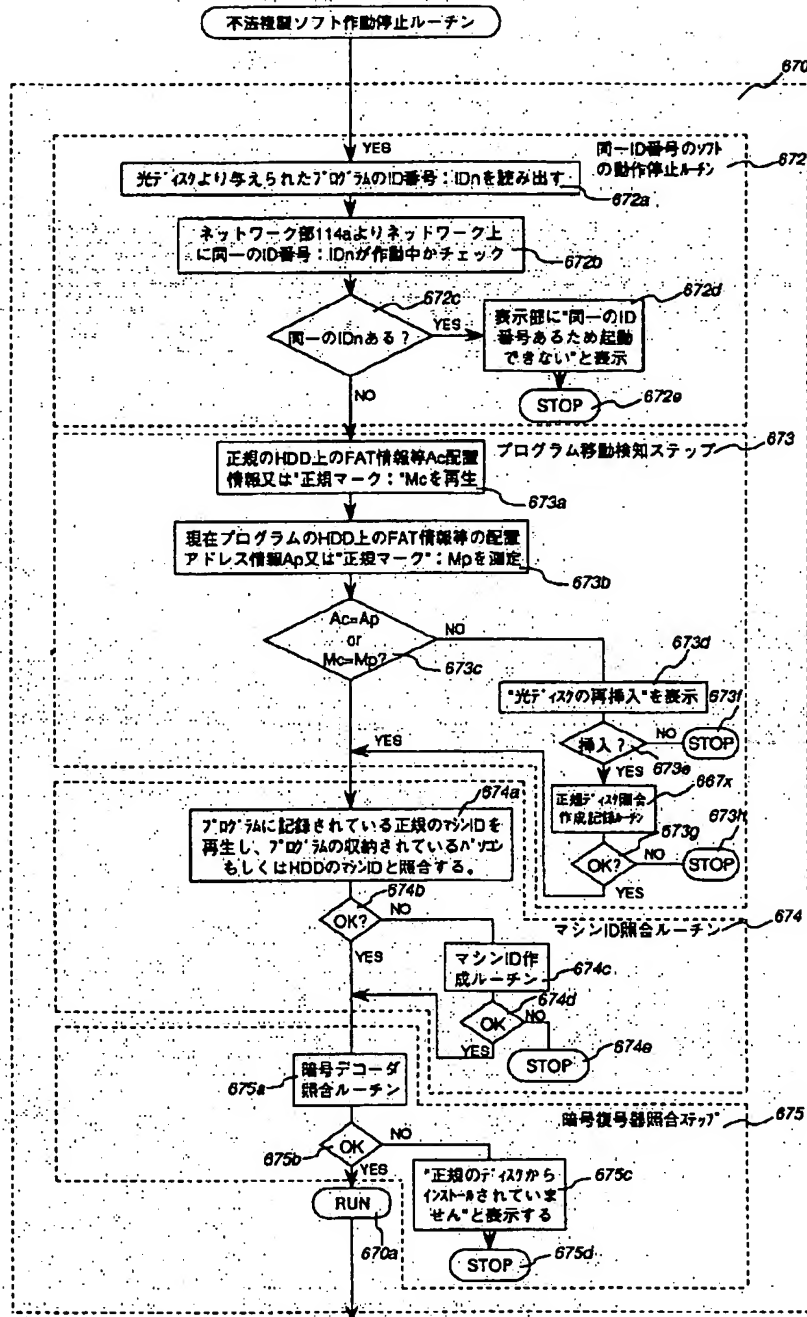 不法複製ソフト作動停止ルーチン
670
YES
同一ID番号のソフト
の動作停止ルーチン
672
光ディスクより与えられたプログラムのID番号：IDnを読み出す
672a
ネットワーク部114aよりネットワーク上
に同一のID番号：IDnが作動中かチェック
672b
672c
同一のIDnある？
YES
672d
表示部に"同一のID
番号あるため起動
できない"と表示
NO
STOP
672e
プログラム移動検知ステップ
673
正規のHDD上のFAT情報等Ac配置
情報又は"正規マーク："Mcを再生
673a
現在プログラムのHDD上のFAT情報等の配置
アドレス情報Ap又は"正規マーク"：Mpを測定
673b
Ac=Ap
or
Mc=Mp?
673c
NO
673d
"光ディスクの再挿入"を表示
673f
YES
挿入？
NO
STOP
673e
YES
667x
正規ディスク照合
作成記録ルーチン
673g
673h
OK?
NO
STOP
YES
674a
プログラムに記録されている正規のマシンIDを
再生し、プログラムの収納されているパソコン
もしくはHDDのマシンIDと照合する。
674b
OK?
NO
マシンID照合ルーチン
674
YES
マシンID作
成ルーチン
674c
674d
OK
NO
YES
STOP
674e
675a
暗号デコーダ
照合ルーチン
暗号復号器照合ステップ
675
675b
OK
NO
YES
"正規のディスクから
インストールされていま
せん"と表示する
675c
RUN
670a
STOP
675d